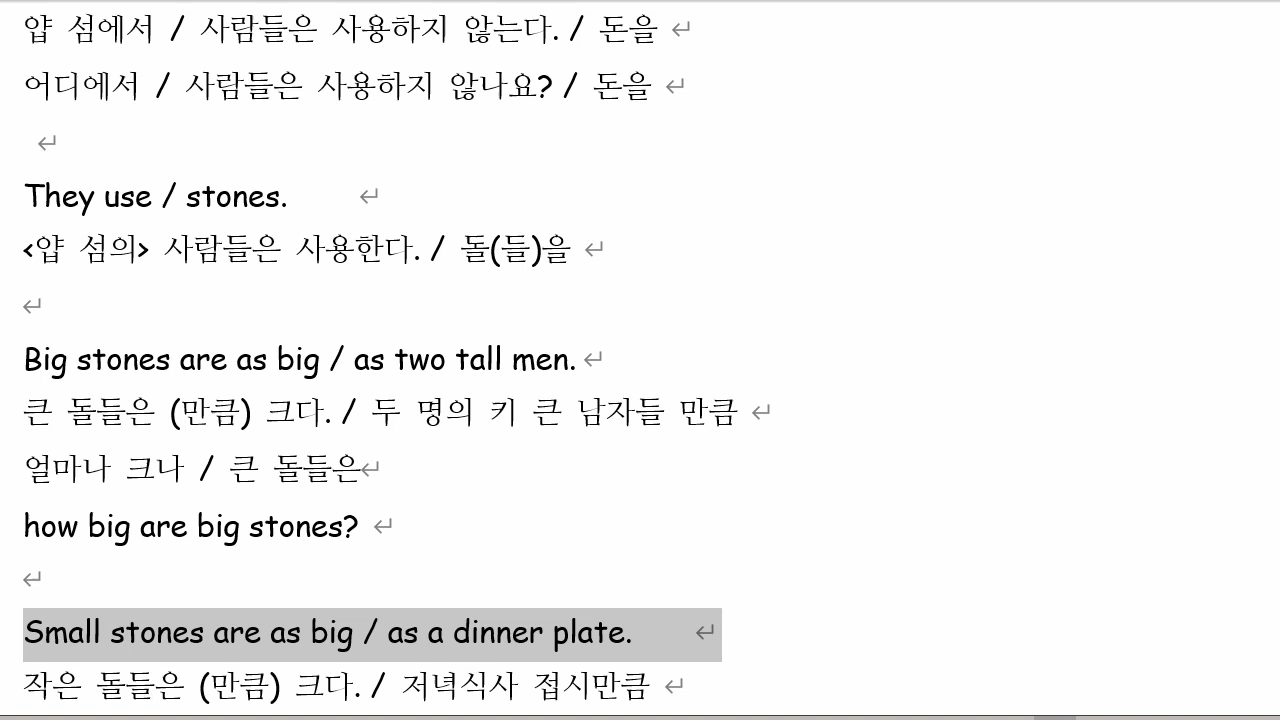 얍 섬에서 / 사람들은 사용하지 않는다. / 돈을
어디에서 / 사람들은 사용하지 않나요? / 돈을
They use / stones.
<얍 섬의> 사람들은 사용한다. / 돌(들)을
Big stones are as big / as two tall men.
큰 돌들은 (만큼) 크다. / 두 명의 키 큰 남자들 만큼
얼마나 크나 / 큰 돌들은
how big are big stones?
Small stones are as big / as a dinner plate.
작은 돌들은 (만큼) 크다. / 저녁식사 접시만큼